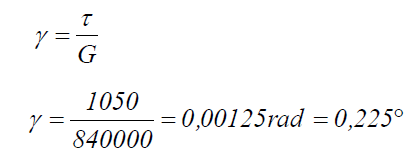 γ = τ / G
γ = 1050 / 840000 = 0,00125rad = 0,225°